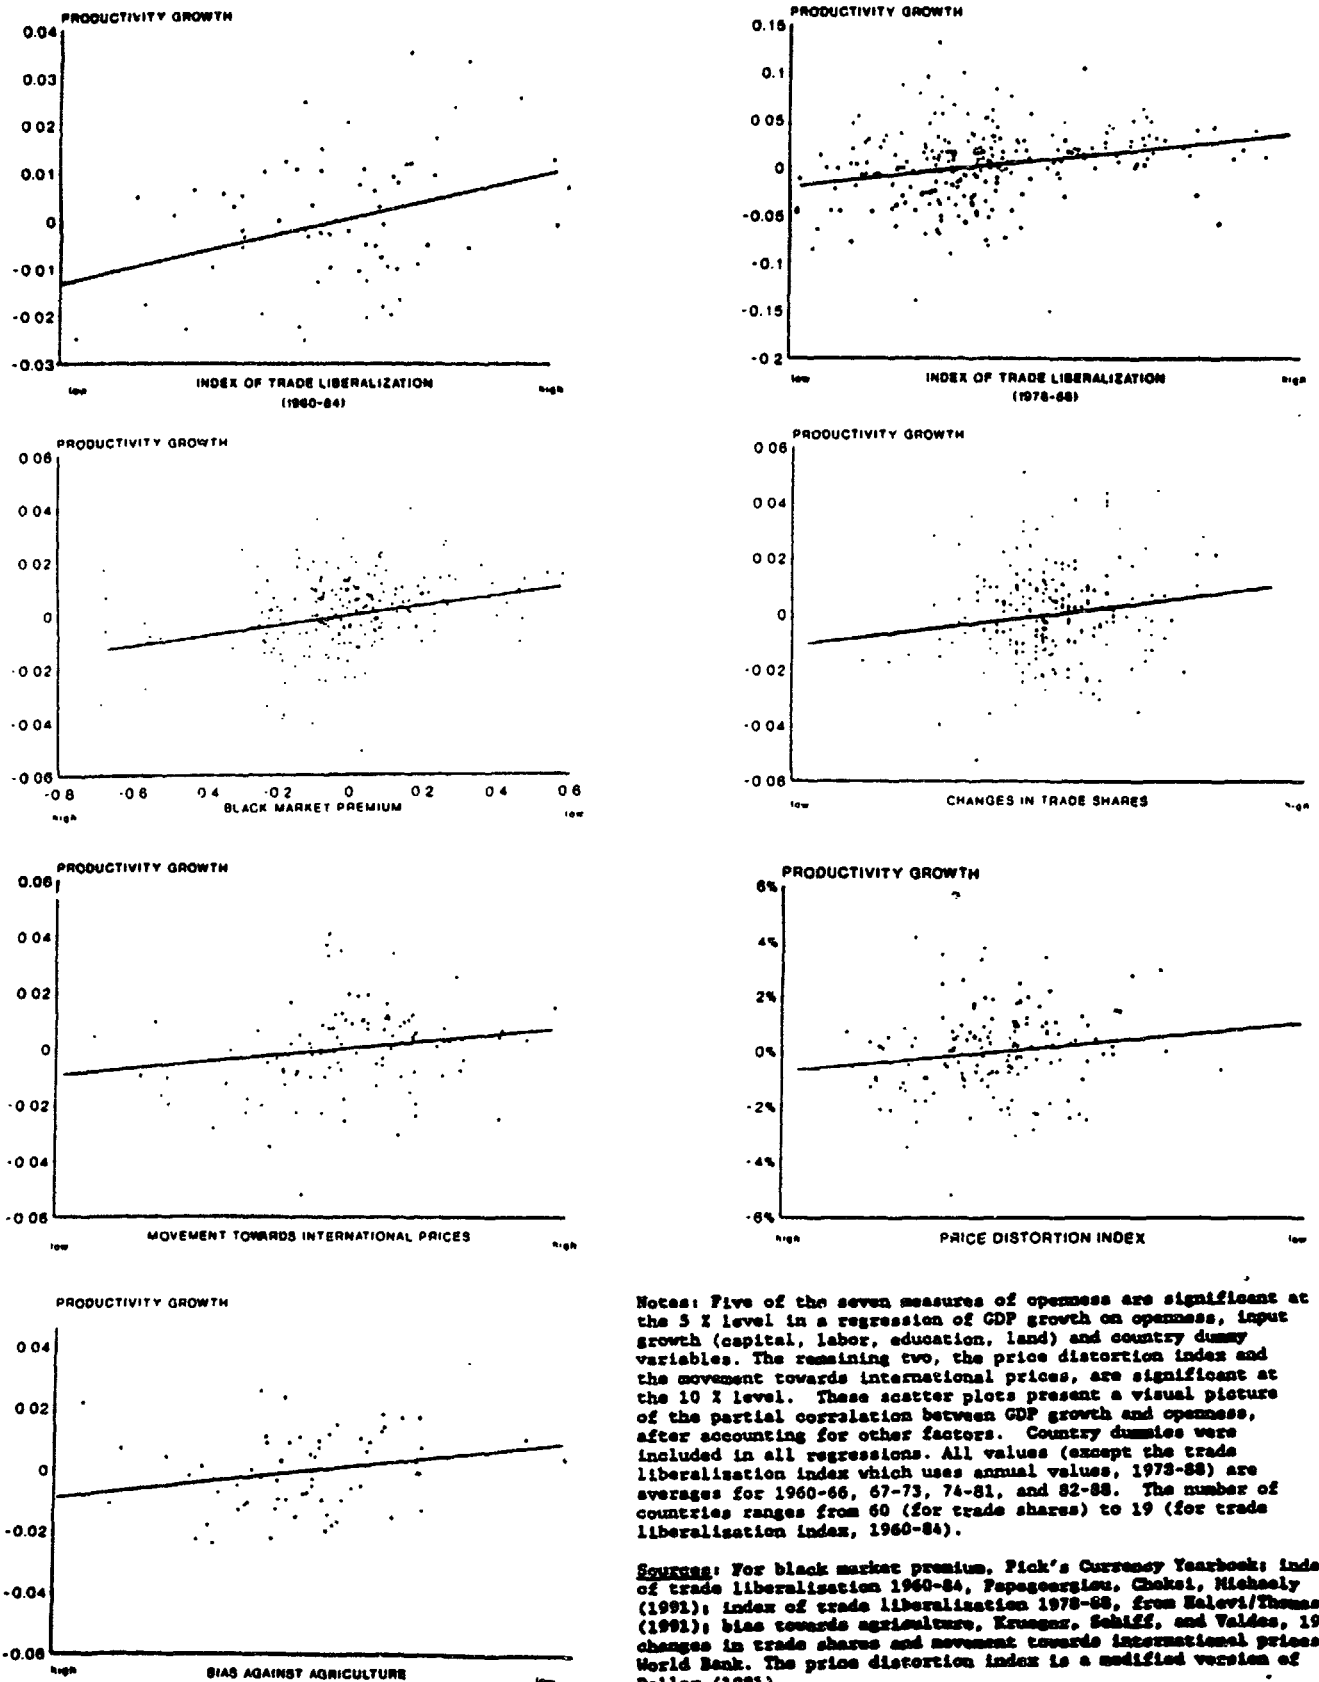 PRODUCTIVITY GROWTH
0.04
0.03
0.02
0.01
0
-0.01
-0.02
-0.03
low
INDEX OF TRADE LIBERALIZATION
high
(1960-84)
PRODUCTIVITY GROWTH
0.15
0.1
0.05
0
-0.05
-0.1
-0.15
-0.2
low
INDEX OF TRADE LIBERALIZATION
high
(1978-88)
PRODUCTIVITY GROWTH
0.06
0.04
0.02
0
-0.02
-0.04
-0.06
-0.8 -0.6 0.4 -0.2 0 0.2 0.4 0.6
high
BLACK MARKET PREMIUM
low
PRODUCTIVITY GROWTH
0.06
0.04
0.02
0
-0.02
-0.04
-0.06
low
CHANGES IN TRADE SHARES
high
PRODUCTIVITY GROWTH
0.06
0.04
0.02
0
-0.02
-0.04
-0.06
low
MOVEMENT TOWARDS INTERNATIONAL PRICES
high
PRODUCTIVITY GROWTH
6%
4%
2%
0%
-2%
-4%
-6%
high
PRICE DISTORTION INDEX
low
PRODUCTIVITY GROWTH
0.04
0.02
0
-0.02
-0.04
-0.06
high
BIAS AGAINST AGRICULTURE
low
Notes: Five of the seven measures of openness are significant at
the 5 % level in a regression of GDP growth on openness, input
growth (capital, labor, education, land) and country dummy
variables. The remaining two, the price distortion index and
the movement towards international prices, are significant at
the 10 % level. These scatter plots present a visual picture
of the partial correlation between GDP growth and openness,
after accounting for other factors. Country dummies were
included in all regressions. All values (except the trade
liberalization index which uses annual values, 1978-88) are
averages for 1960-66, 67-73, 74-81, and 82-88. The number of
countries ranges from 60 (for trade shares) to 19 (for trade
liberalization index, 1960-84).
Sources: For black market premium, Pick's Currency Yearbook; inde
of trade liberalization 1960-84, Papageorgiou, Choksi, Michaely
(1991); index of trade liberalization 1978-88, from Halevi/Thomas
(1991); bias towards agriculture, Krueger, Schiff, and Valdes, 19
changes in trade shares and movement towards international prices
World Bank. The price distortion index is a modified version of